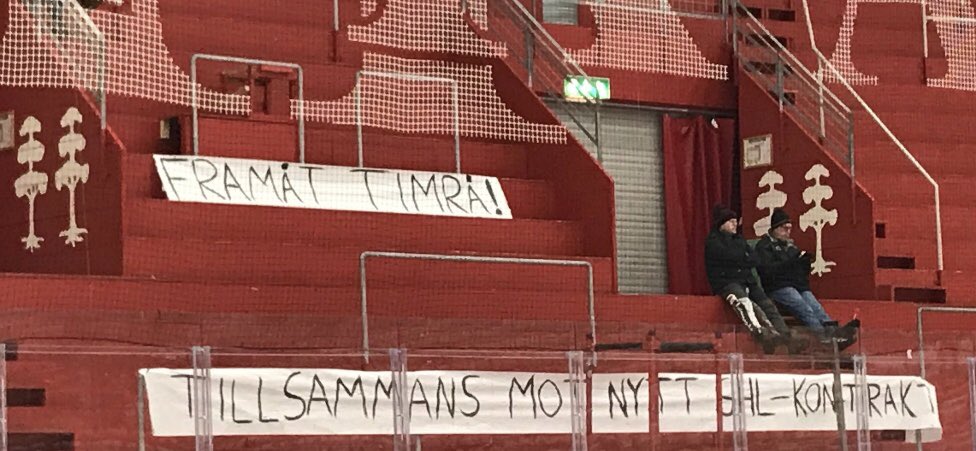 FRAMÅT TIMRÅ!
TILLSAMMANS MOT NYTT SHL-KONTRAKT